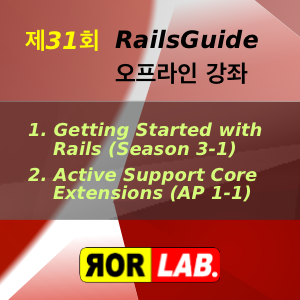 제31회 RailsGuide
오프라인 강좌
1. Getting Started with
Rails (Season 3-1)
2. Active Support Core
Extensions (AP 1-1)
ЯOR LAB.